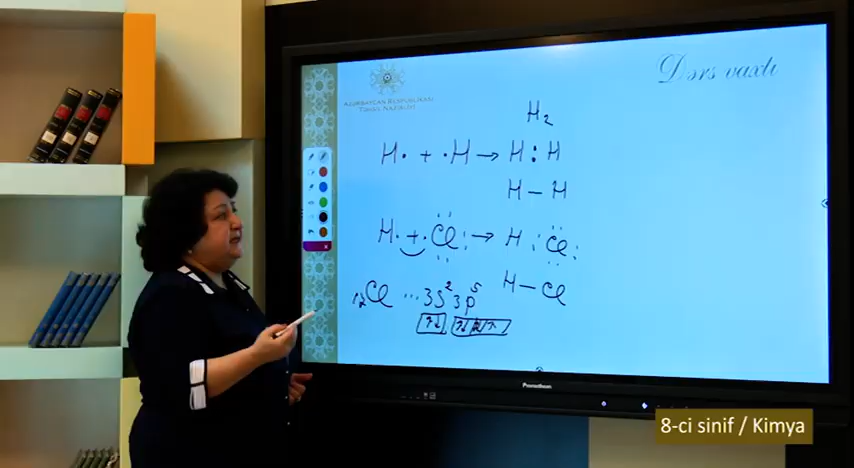 Dərs vaxtı
AZƏRBAYCAN RESPUBLİKASI
TƏHSİL NAZİRLİYİ
H₂
H· + ·H → H : H
H — H
H· + ·Cl: → H : Cl:
H — Cl
₁₇Cl ...3s²3p⁵
↑↓ ↑↓ ↑↓ ↑
Promethean
8-ci sinif / Kimya